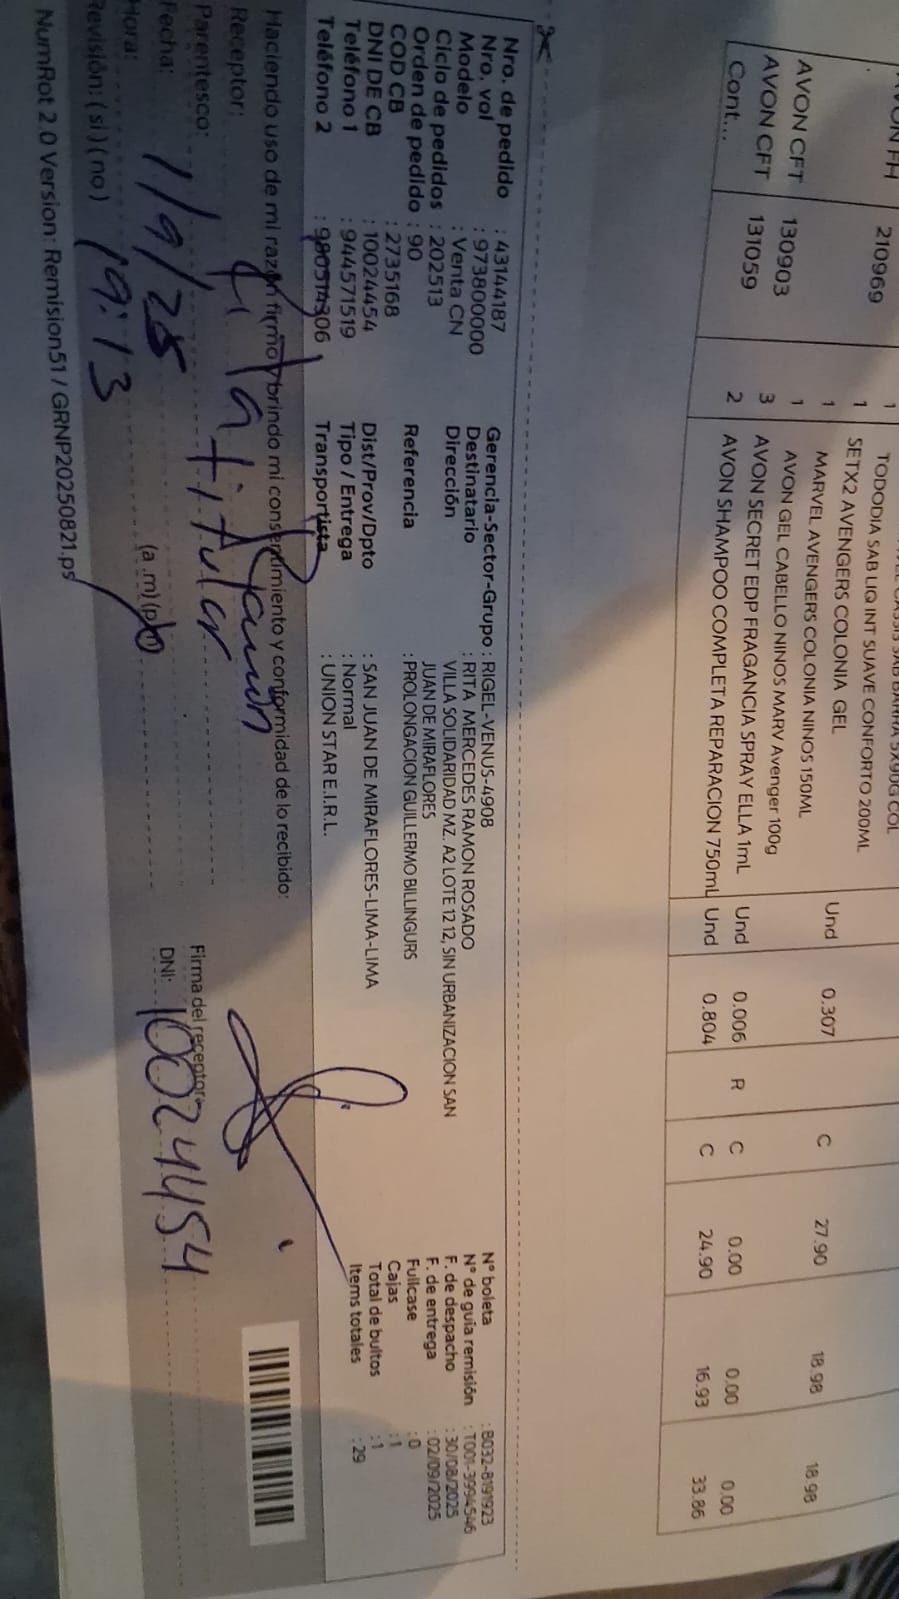 AVON FH 210969 1
TODODIA SAB LIQ INT SUAVE CONFORTO 200ML
1 SETX2 AVENGERS COLONIA GEL Und 0.307 C 27.90 18.98 18.98
1 MARVEL AVENGERS COLONIA NINOS 150ML
1 AVON GEL CABELLO NINOS MARV Avenger 100g
AVON CFT 130903 3 AVON SECRET EDP FRAGANCIA SPRAY ELLA 1mL Und 0.006 R C 0.00 0.00 0.00
AVON CFT 131059 2 AVON SHAMPOO COMPLETA REPARACION 750mL Und 0.804 C 24.90 16.93 33.86
Cont...
Nro. de pedido : 43144187
Nro. vol : 973800000
Modelo : Venta CN
Ciclo de pedidos : 202513
Orden de pedido : 90
COD CB : 2735168
DNI DE CB : 10024454
Teléfono 1 : 944571519
Teléfono 2
Gerencia-Sector-Grupo : RIGEL-VENUS-4908
Destinatario : RITA MERCEDES RAMON ROSADO
Dirección : VILLA SOLIDARIDAD MZ. A2 LOTE 12 12, SIN URBANIZACION SAN
JUAN DE MIRAFLORES
Referencia : PROLONGACION GUILLERMO BILLINGURS
Dist/Prov/Dpto : SAN JUAN DE MIRAFLORES-LIMA-LIMA
Tipo / Entrega : Normal
Transportista : UNION STAR E.I.R.L.
N° boleta : B032-8191923
N° de guía remisión : T001-3994546
F. de despacho : 30/08/2025
F. de entrega : 02/09/2025
Fullcase : 0
Cajas : 1
Total de bultos : 1
Items totales : 29
Haciendo uso de mi razón firmo y brindo mi consentimiento y conformidad de lo recibido:
Receptor: Ramon
Parentesco: titular
Firma del receptor:
Fecha: 1/9/25
DNI: 10024454
Hora: 19:13 (a .m) (p.m)
Revisión: ( si ) ( no )
NumRot 2.0 Version: Remision51 / GRNP20250821.ps